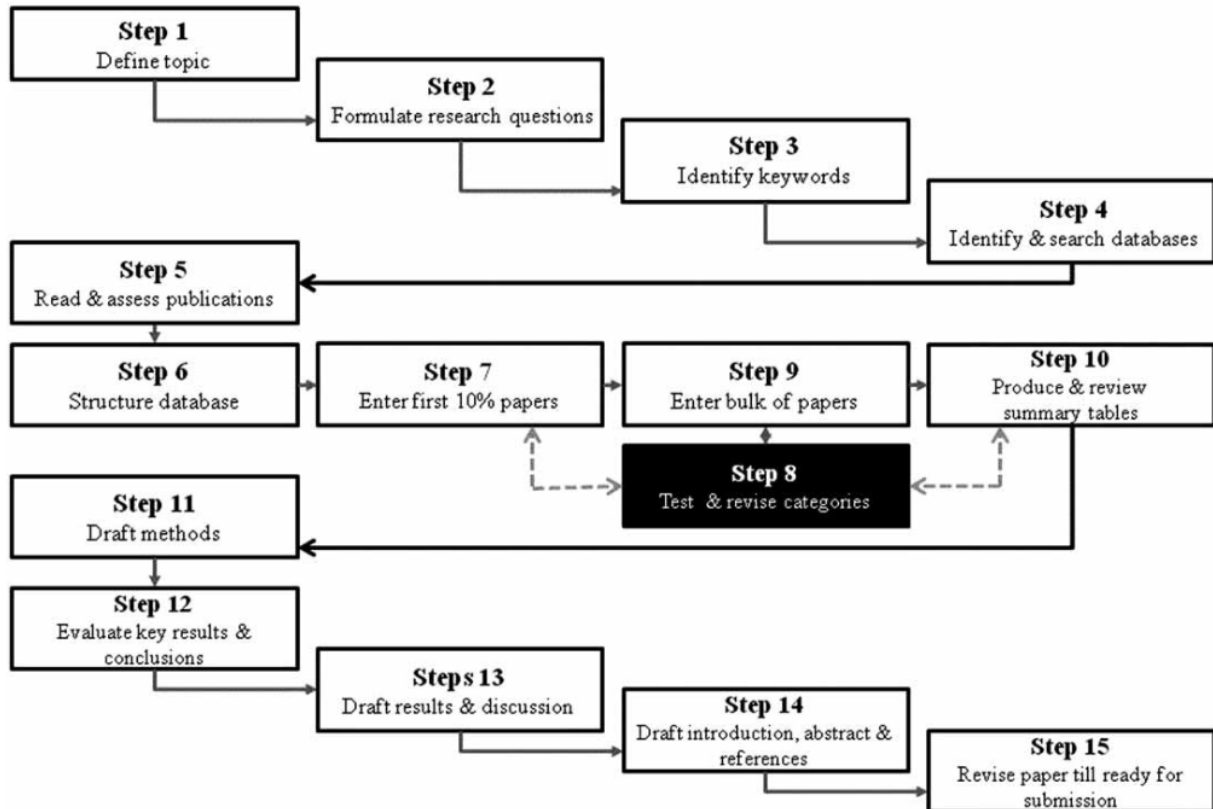 Step 1
Define topic
Step 2
Formulate research questions
Step 3
Identify keywords
Step 4
Identify & search databases
Step 5
Read & assess publications
Step 6
Structure database
Step 7
Enter first 10% papers
Step 9
Enter bulk of papers
Step 10
Produce & review
summary tables
Step 8
Test & revise categories
Step 11
Draft methods
Step 12
Evaluate key results &
conclusions
Steps 13
Draft results & discussion
Step 14
Draft introduction, abstract &
references
Step 15
Revise paper till ready for
submission